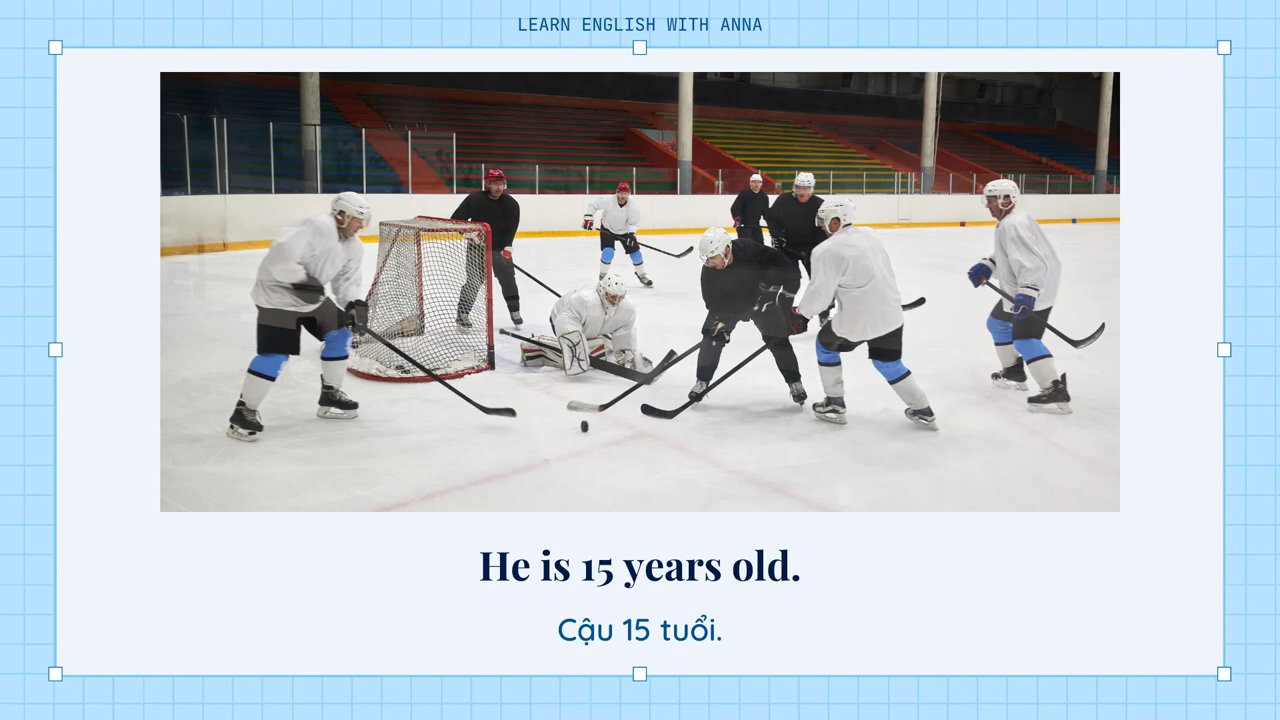 LEARN ENGLISH WITH ANNA
He is 15 years old.
Cậu 15 tuổi.